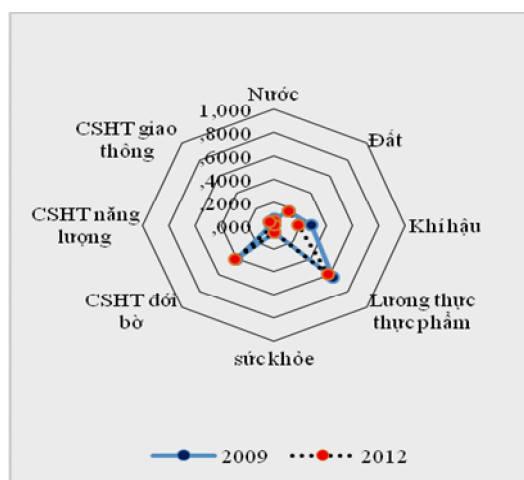 Nước
1,000
,8000
,6000
,4000
,2000
,000
Đất
Khí hậu
Lương thực
thực phẩm
sức khỏe
CSHT đới
bờ
CSHT năng
lượng
CSHT giao
thông
2009
2012